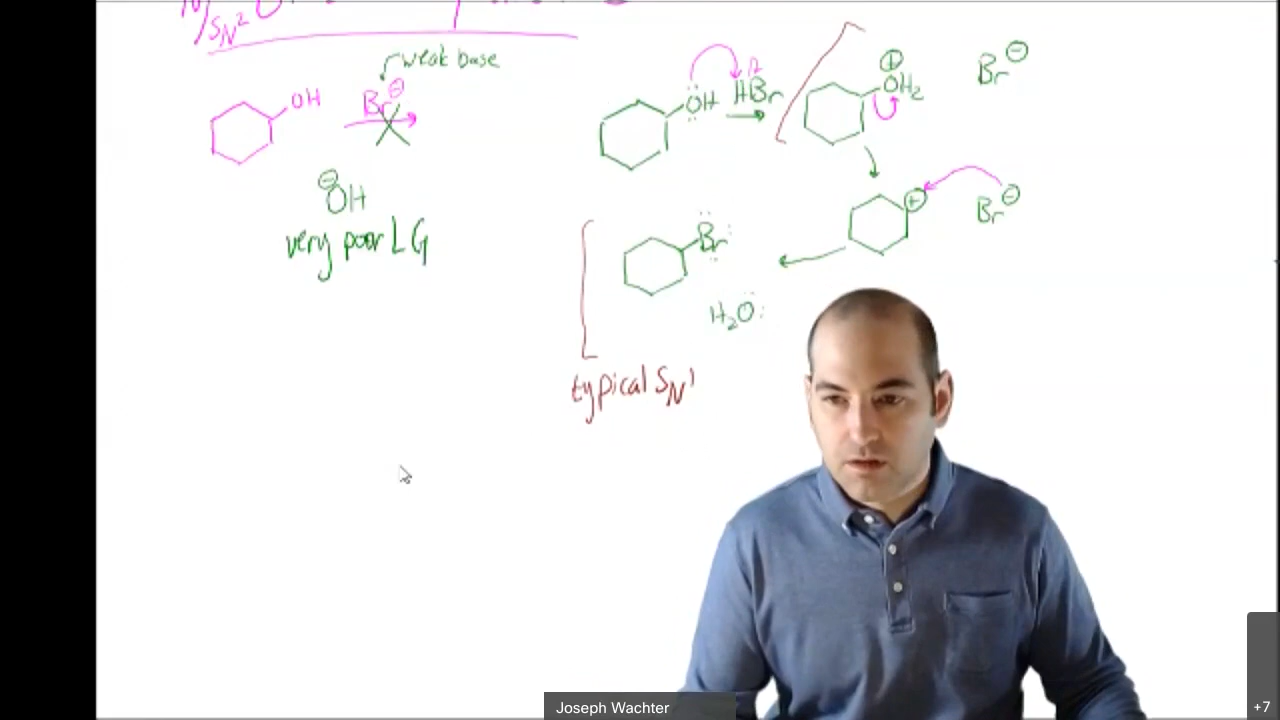 SN2
weak base
OH
Br⊖
⊖OH
very poor LG
OH
HBr
⊕OH2
Br⊖
⊕
Br⊖
Br
H2O
typical SN1
Joseph Wachter
+7